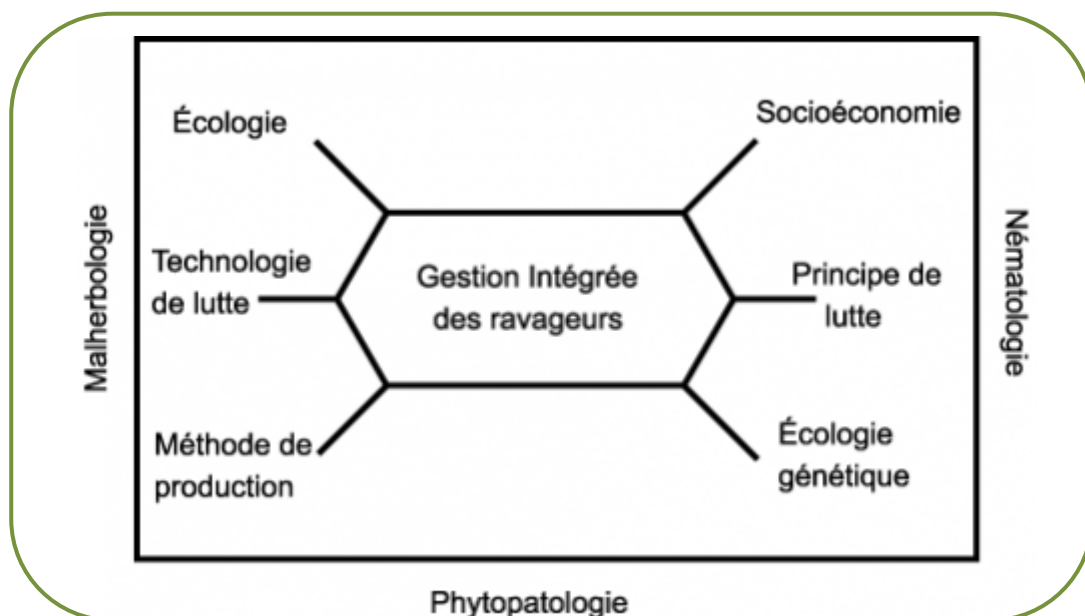 Écologie
Socioéconomie
Malherbologie
Technologie
de lutte
Gestion Intégrée
des ravageurs
Principe de
lutte
Nématologie
Méthode de
production
Écologie
génétique
Phytopatologie